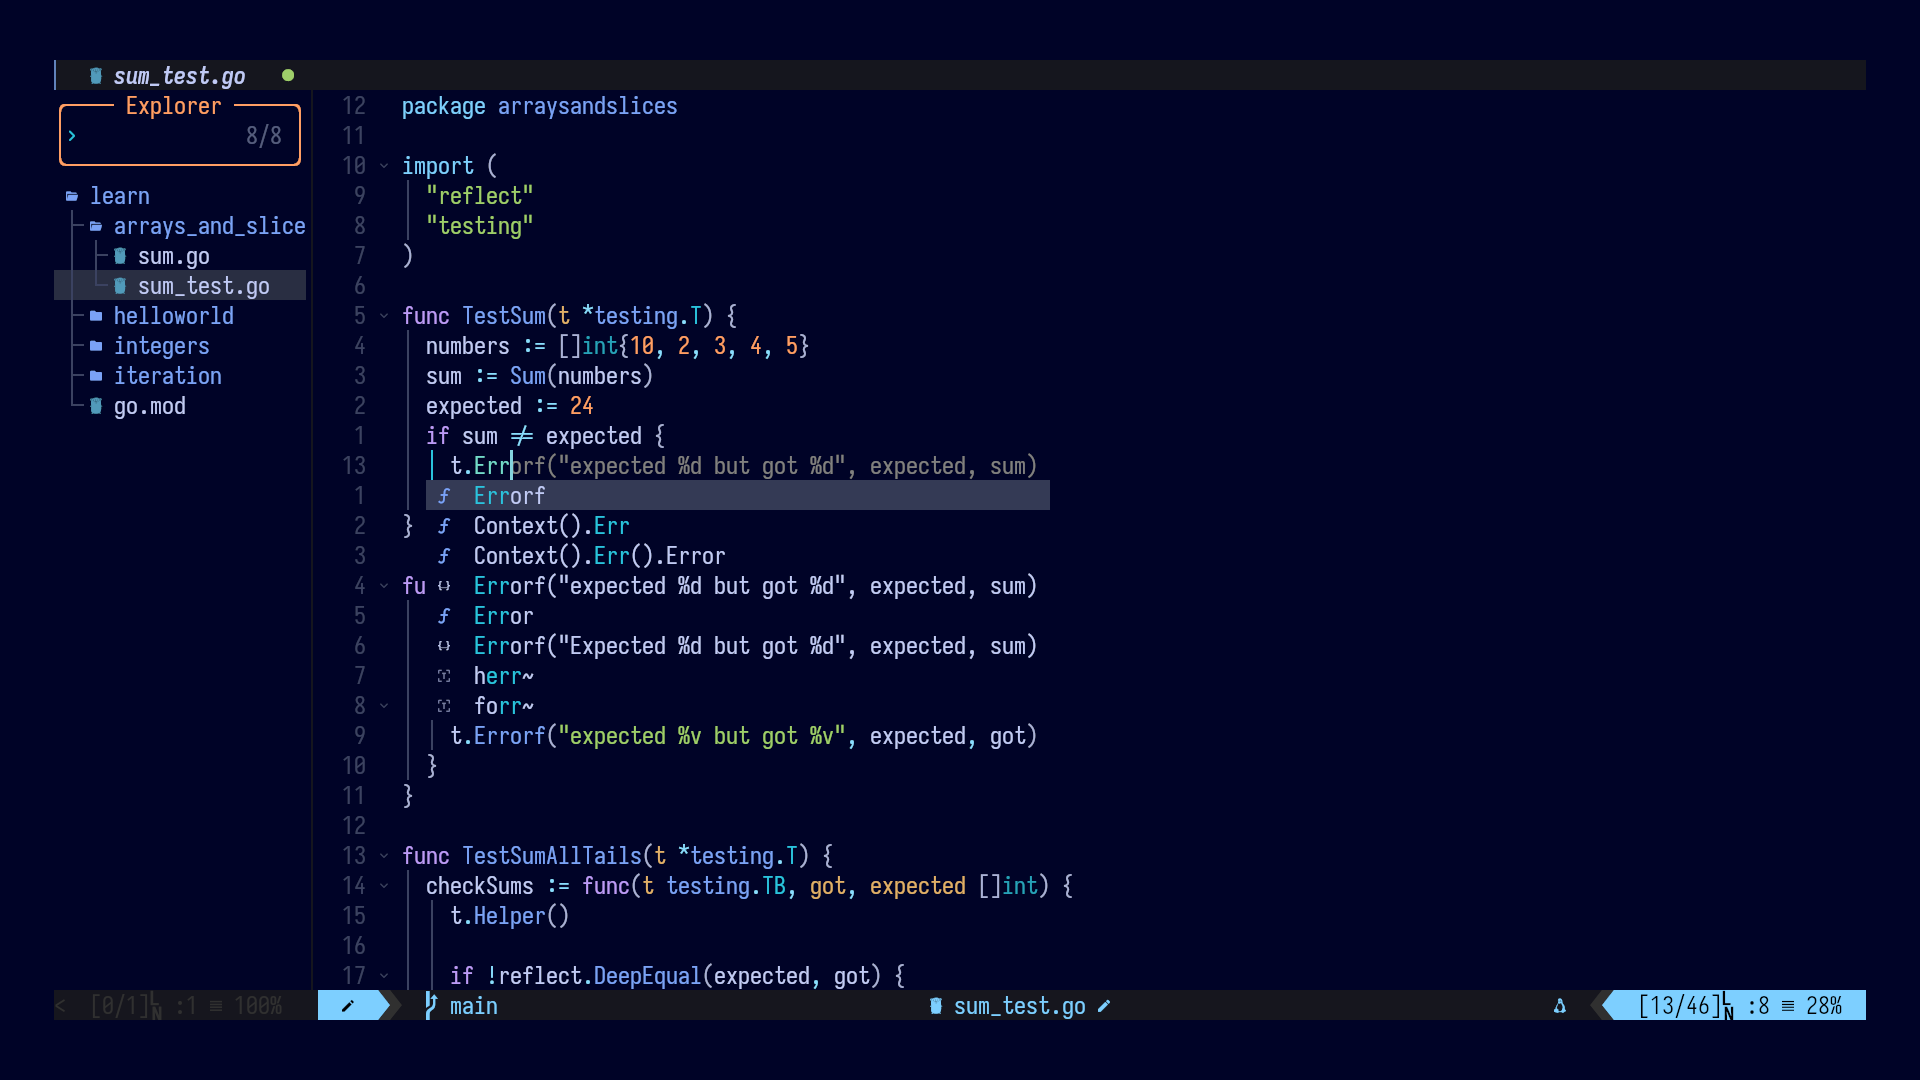 sum_test.go
Explorer
> 8/8
learn
arrays_and_slice
sum.go
sum_test.go
helloworld
integers
iteration
go.mod
12 package arraysandslices
11
10 import (
9 "reflect"
8 "testing"
7 )
6
5 func TestSum(t *testing.T) {
4 numbers := []int{10, 2, 3, 4, 5}
3 sum := Sum(numbers)
2 expected := 24
1 if sum ≠ expected {
13 t.Errorf("expected %d but got %d", expected, sum)
1 Errorf
2 } Context().Err
3 Context().Err().Error
4 fu Errorf("expected %d but got %d", expected, sum)
5 Error
6 Errorf("Expected %d but got %d", expected, sum)
7 herr~
8 forr~
9 t.Errorf("expected %v but got %v", expected, got)
10 }
11 }
12
13 func TestSumAllTails(t *testing.T) {
14 checkSums := func(t testing.TB, got, expected []int) {
15 t.Helper()
16
17 if !reflect.DeepEqual(expected, got) {
< [0/1] LN :1 ≡ 100% main sum_test.go [13/46] LN :8 ≡ 28%